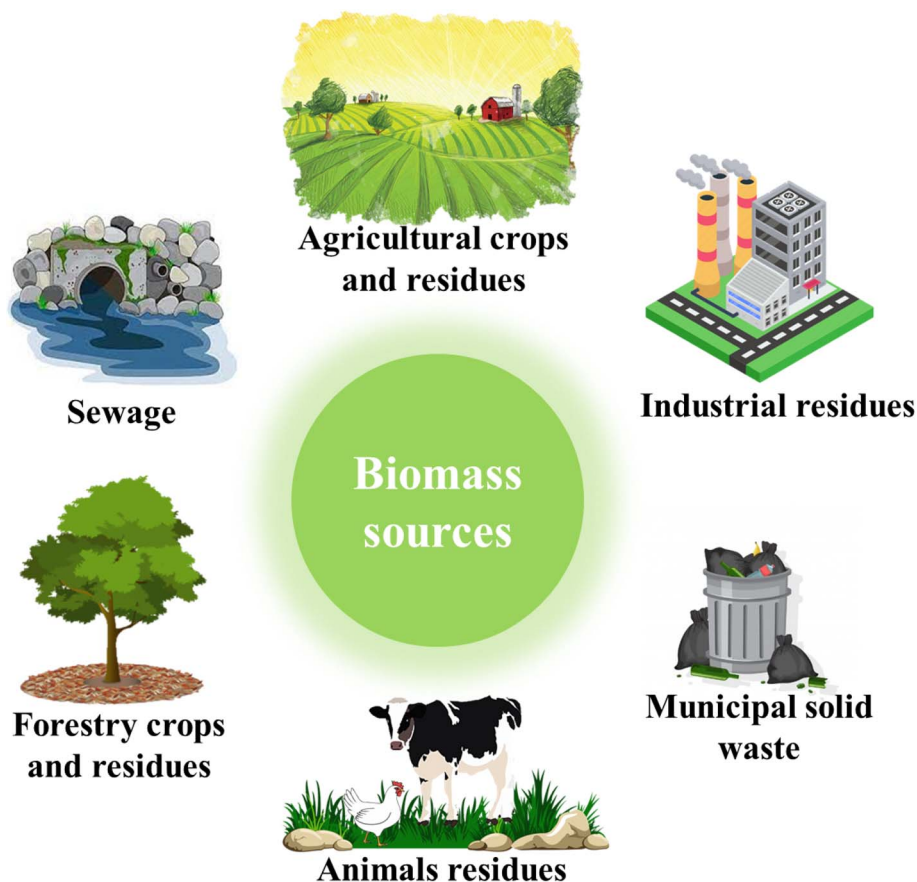 Agricultural crops
and residues
Sewage
Industrial residues
Biomass
sources
Forestry crops
and residues
Municipal solid
waste
Animals residues